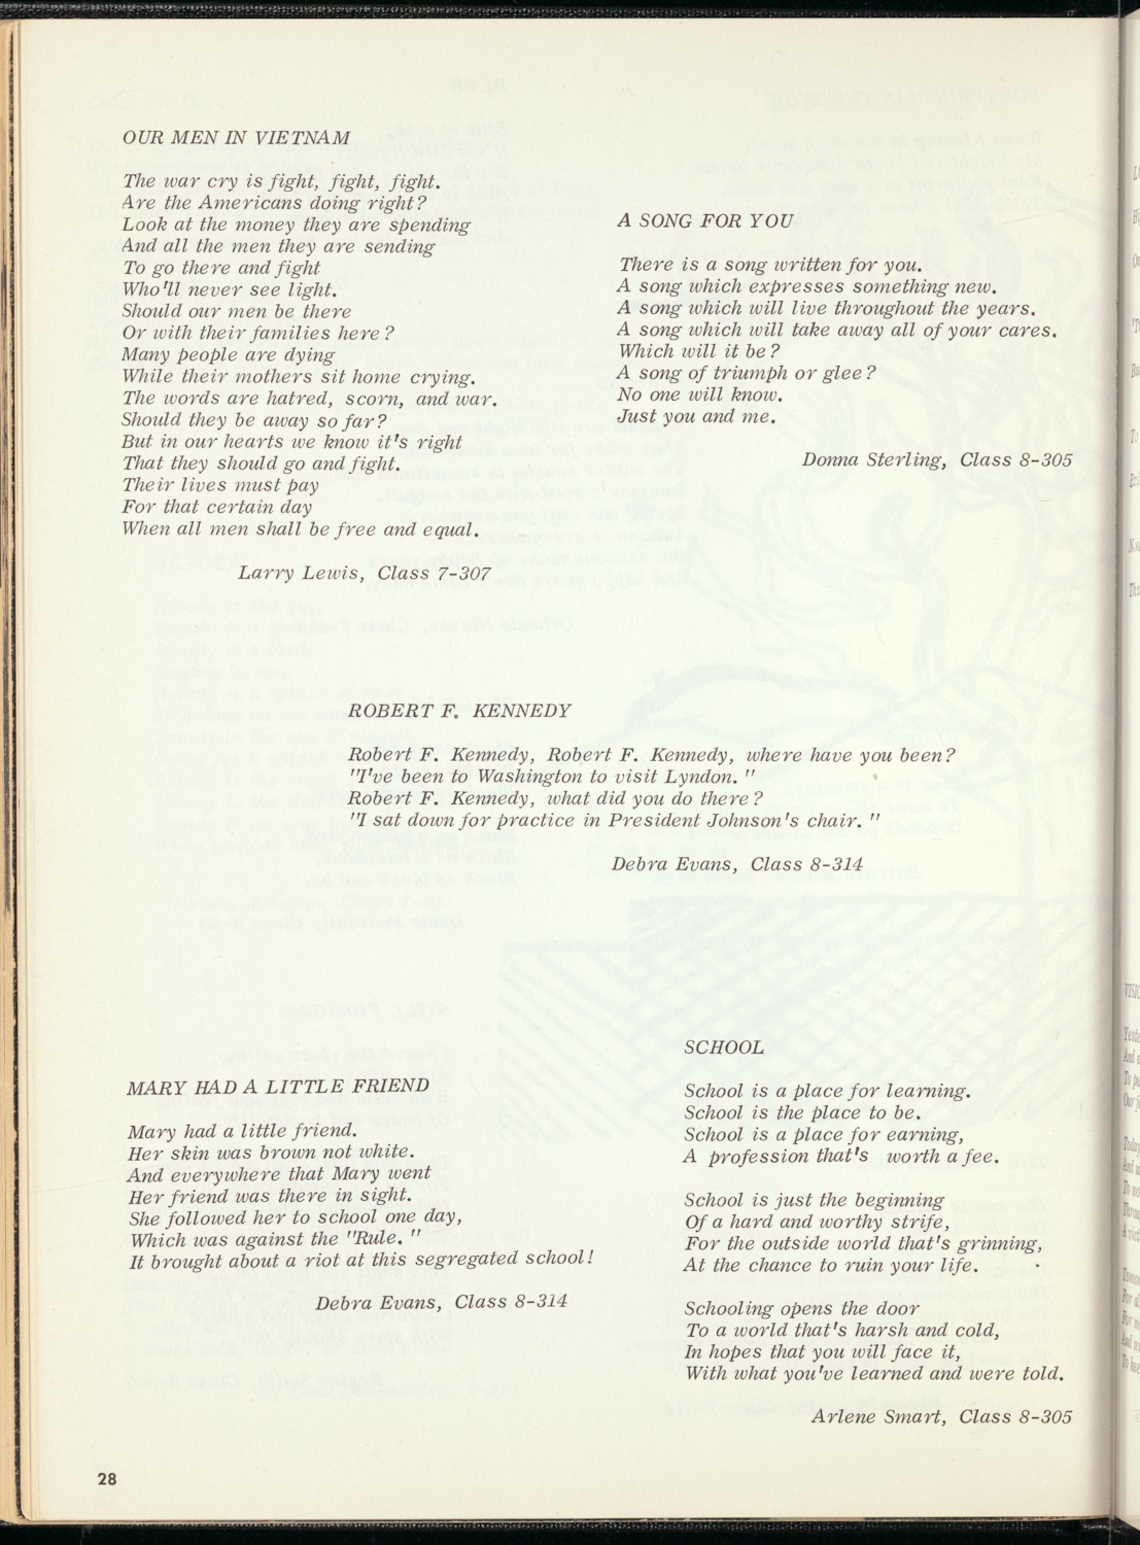 OUR MEN IN VIETNAM
The war cry is fight, fight, fight.
Are the Americans doing right?
Look at the money they are spending
And all the men they are sending
To go there and fight
Who'll never see light.
Should our men be there
Or with their families here?
Many people are dying
While their mothers sit home crying.
The words are hatred, scorn, and war.
Should they be away so far?
But in our hearts we know it's right
That they should go and fight.
Their lives must pay
For that certain day
When all men shall be free and equal.
Larry Lewis, Class 7-307
A SONG FOR YOU
There is a song written for you.
A song which expresses something new.
A song which will live throughout the years.
A song which will take away all of your cares.
Which will it be?
A song of triumph or glee?
No one will know.
Just you and me.
Donna Sterling, Class 8-305
ROBERT F. KENNEDY
Robert F. Kennedy, Robert F. Kennedy, where have you been?
"I've been to Washington to visit Lyndon. "
Robert F. Kennedy, what did you do there?
"I sat down for practice in President Johnson's chair. "
Debra Evans, Class 8-314
MARY HAD A LITTLE FRIEND
Mary had a little friend.
Her skin was brown not white.
And everywhere that Mary went
Her friend was there in sight.
She followed her to school one day,
Which was against the "Rule. "
It brought about a riot at this segregated school!
Debra Evans, Class 8-314
SCHOOL
School is a place for learning.
School is the place to be.
School is a place for earning,
A profession that's worth a fee.
School is just the beginning
Of a hard and worthy strife,
For the outside world that's grinning,
At the chance to ruin your life.
Schooling opens the door
To a world that's harsh and cold,
In hopes that you will face it,
With what you've learned and were told.
Arlene Smart, Class 8-305
28